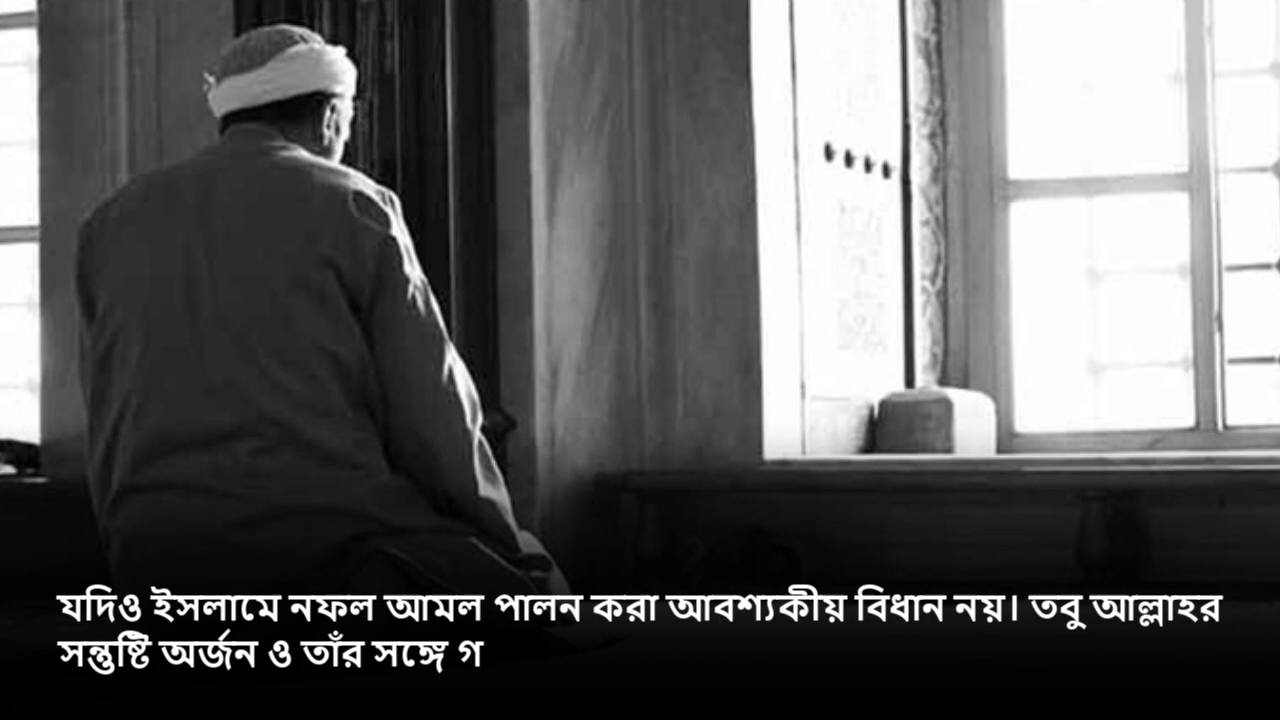 যদিও ইসলামে নফল আমল পালন করা আবশ্যকীয় বিধান নয়। তবু আল্লাহর
সন্তুষ্টি অর্জন ও তাঁর সঙ্গে গ